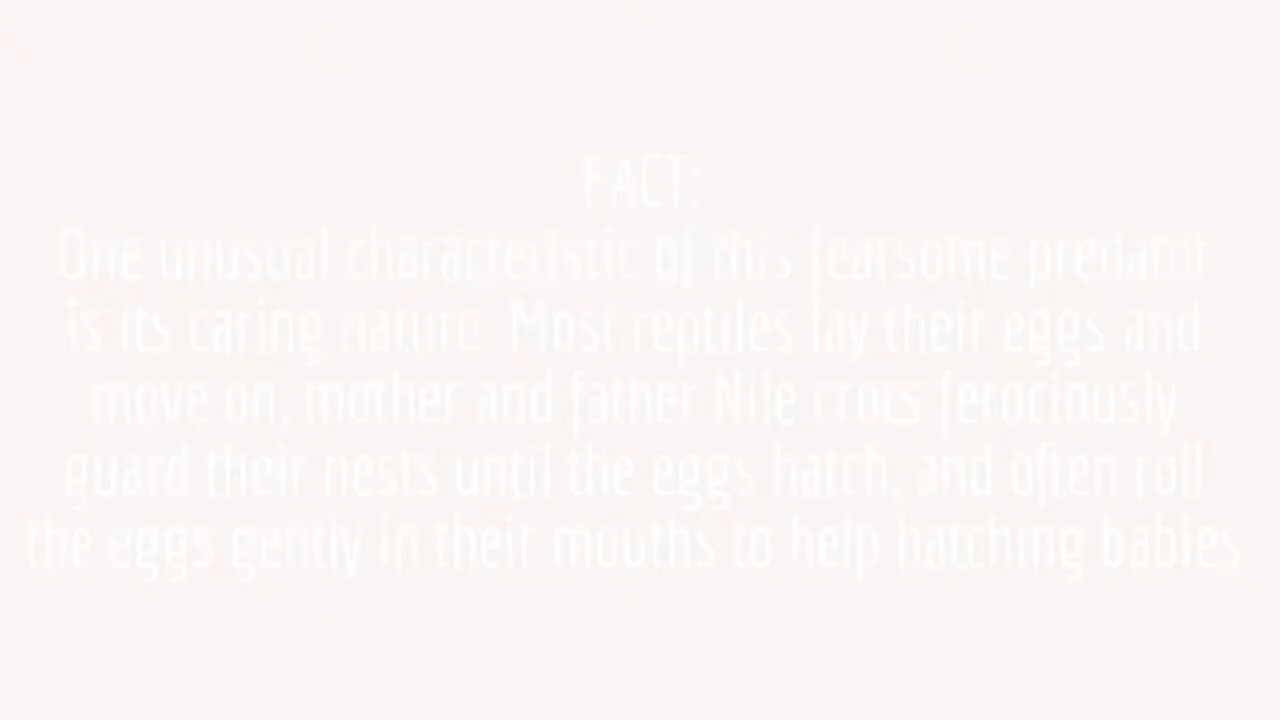 FACT:
One unusual characteristic of this fearsome predator
is its caring nature. Most reptiles lay their eggs and
move on, mother and father Nile crocs ferociously
guard their nests until the eggs hatch, and often roll
the eggs gently in their mouths to help hatching babies